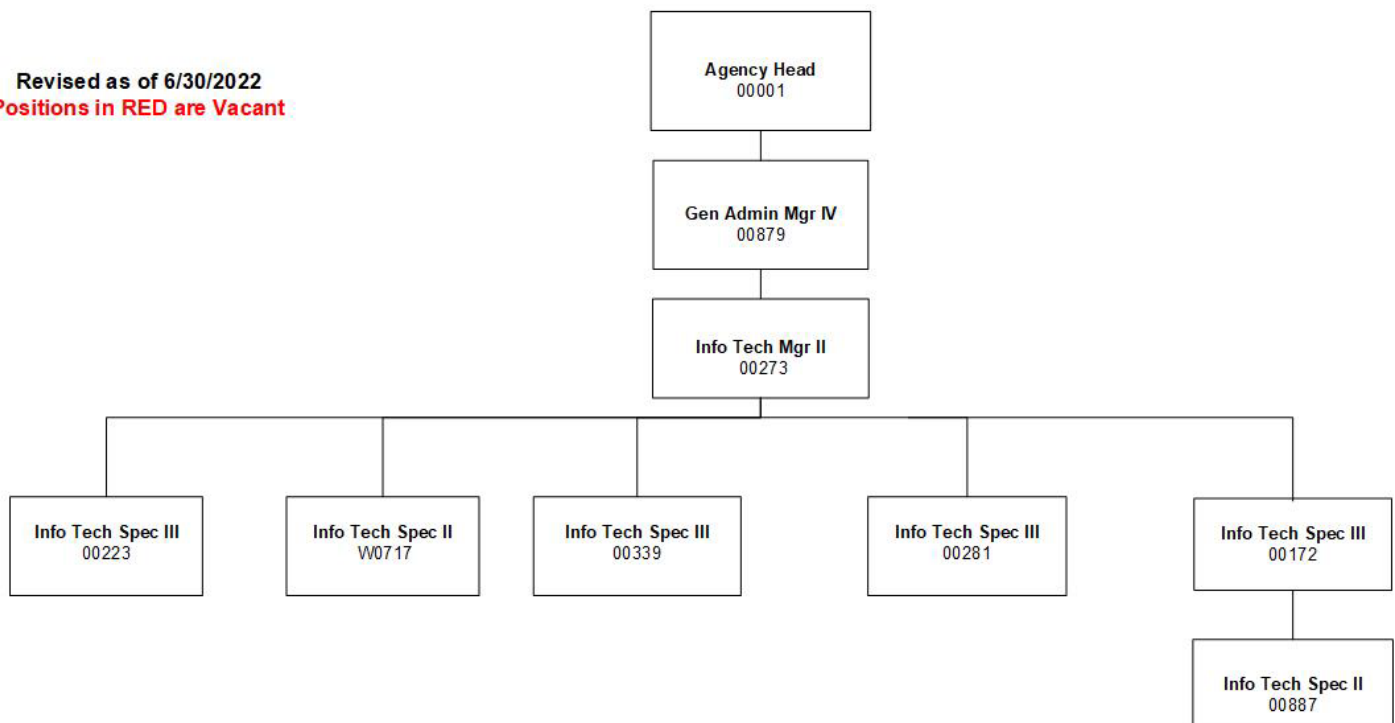 Revised as of 6/30/2022
Positions in RED are Vacant
Agency Head
00001
Gen Admin Mgr IV
00879
Info Tech Mgr II
00273
Info Tech Spec III
00223
Info Tech Spec II
W0717
Info Tech Spec III
00339
Info Tech Spec III
00281
Info Tech Spec III
00172
Info Tech Spec II
00887